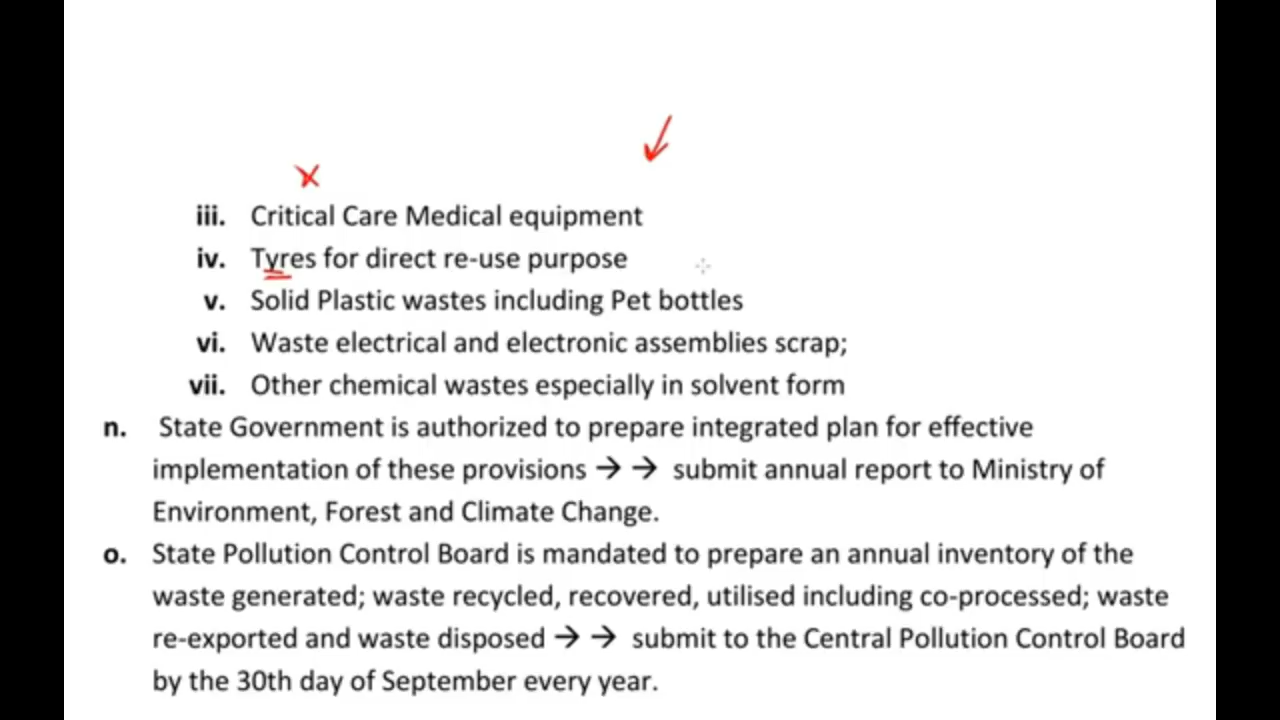 iii. Critical Care Medical equipment
iv. Tyres for direct re-use purpose
v. Solid Plastic wastes including Pet bottles
vi. Waste electrical and electronic assemblies scrap;
vii. Other chemical wastes especially in solvent form
n. State Government is authorized to prepare integrated plan for effective
implementation of these provisions → → submit annual report to Ministry of
Environment, Forest and Climate Change.
o. State Pollution Control Board is mandated to prepare an annual inventory of the
waste generated; waste recycled, recovered, utilised including co-processed; waste
re-exported and waste disposed → → submit to the Central Pollution Control Board
by the 30th day of September every year.